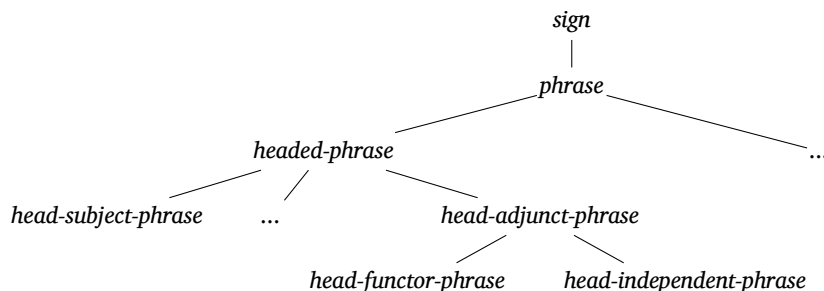 sign
phrase
headed-phrase ...
head-subject-phrase ... head-adjunct-phrase
head-functor-phrase head-independent-phrase